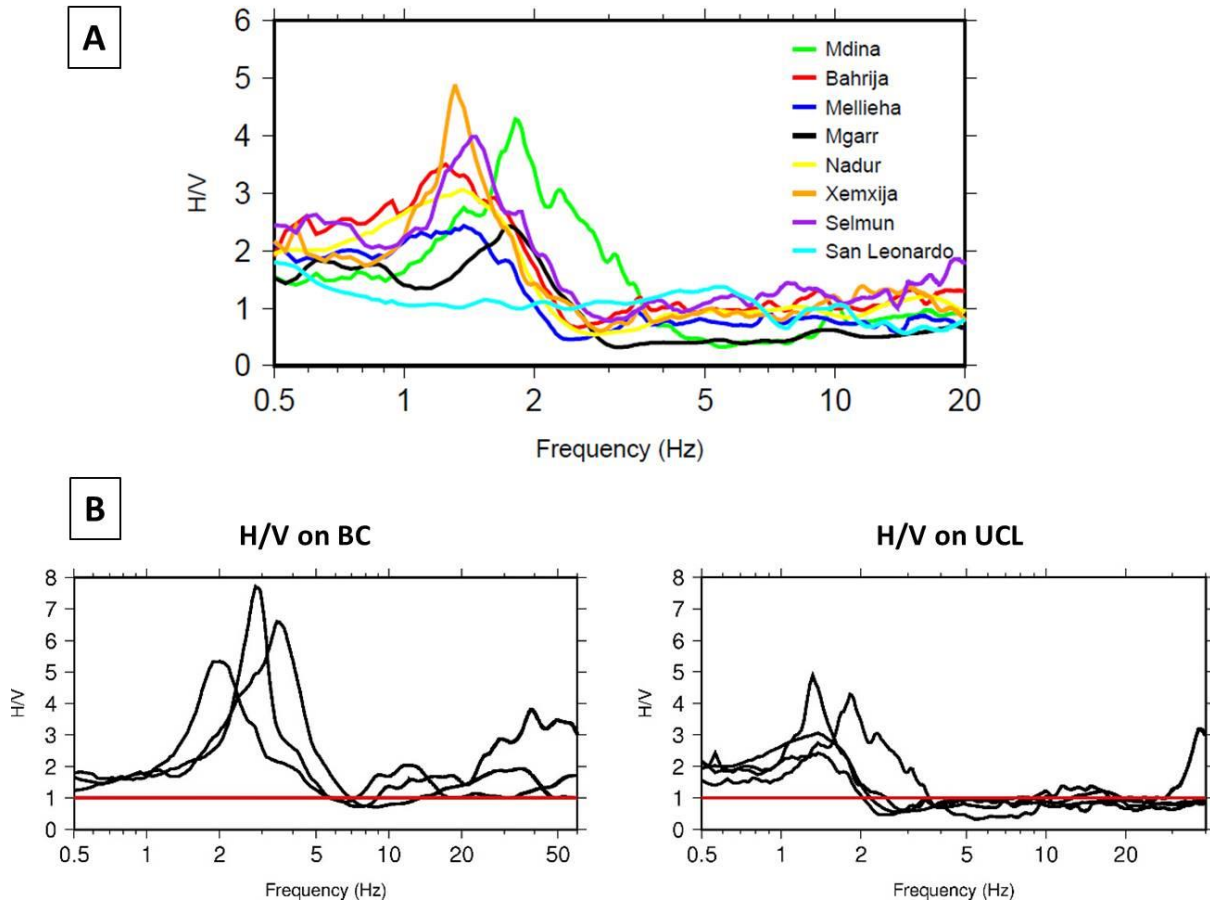 A
6
5
4
3
2
1
0
H/V
Mdina
Bahrija
Mellieha
Mgarr
Nadur
Xemxija
Selmun
San Leonardo
0.5 1 2 5 10 20
Frequency (Hz)
B
H/V on BC
8
7
6
5
4
3
2
1
0
H/V
0.5 1 2 5 10 20 50
Frequency (Hz)
H/V on UCL
8
7
6
5
4
3
2
1
0
H/V
0.5 1 2 5 10 20
Frequency (Hz)